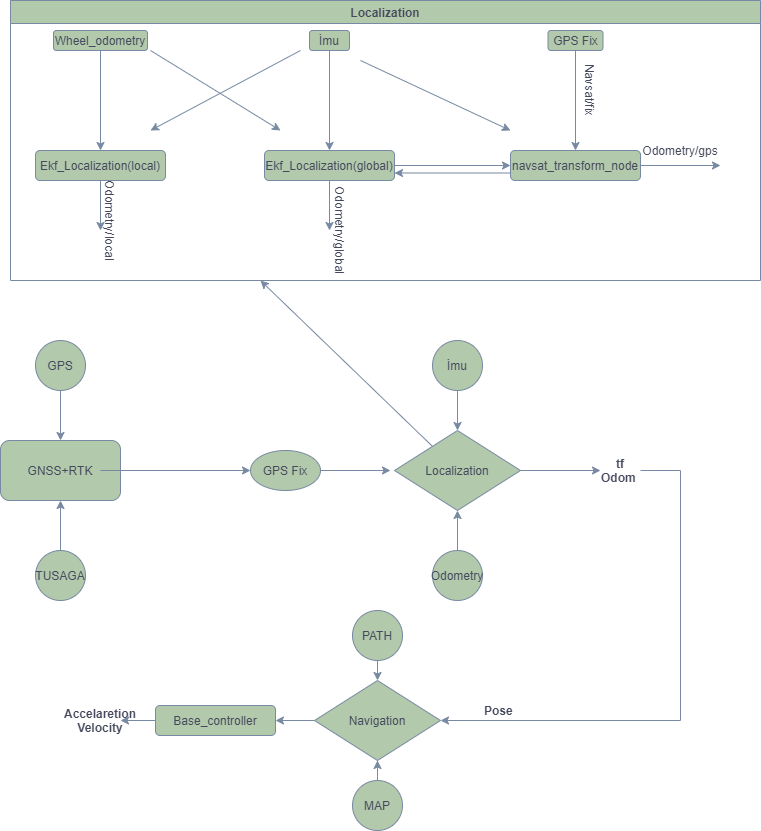 Localization
Wheel_odometry
İmu
GPS Fix
Navsat/fix
Ekf_Localization(local)
Ekf_Localization(global)
navsat_transform_node
Odometry/gps
Odometry/local
Odometry/global
GPS
İmu
GNSS+RTK
GPS Fix
Localization
tf
Odom
TUSAGA
Odometry
PATH
Accelaretion
Velocity
Base_controller
Navigation
Pose
MAP